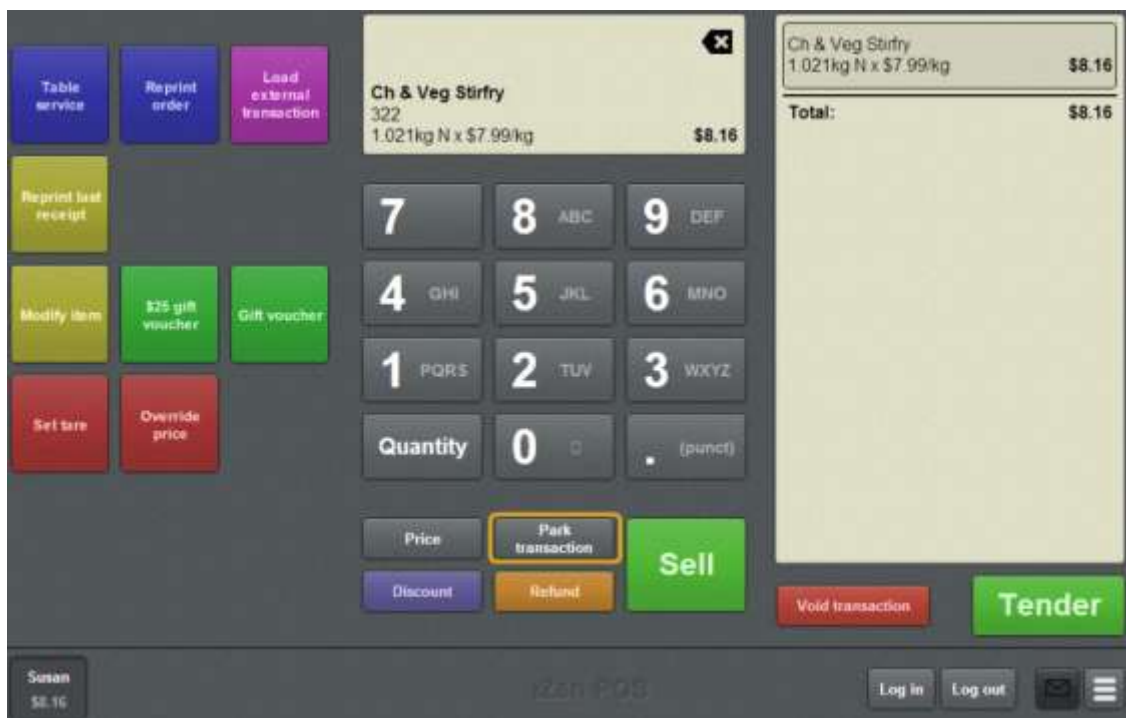 Table
service
Reprint
order
Load
external
transaction
Reprint last
receipt
Modify item
$25 gift
voucher
Gift voucher
Set tare
Override
price
Ch & Veg Stirfry
322
1.021kg N x $7.99/kg $8.16
7
8 ABC
9 DEF
4 GHI
5 JKL
6 MNO
1 PQRS
2 TUV
3 WXYZ
Quantity
0
. (punct)
Price
Park
transaction
Discount
Refund
Sell
Ch & Veg Stirfry
1.021kg N x $7.99/kg $8.16
Total: $8.16
Void transaction
Tender
Susan
$8.16
zZen POS
Log in
Log out